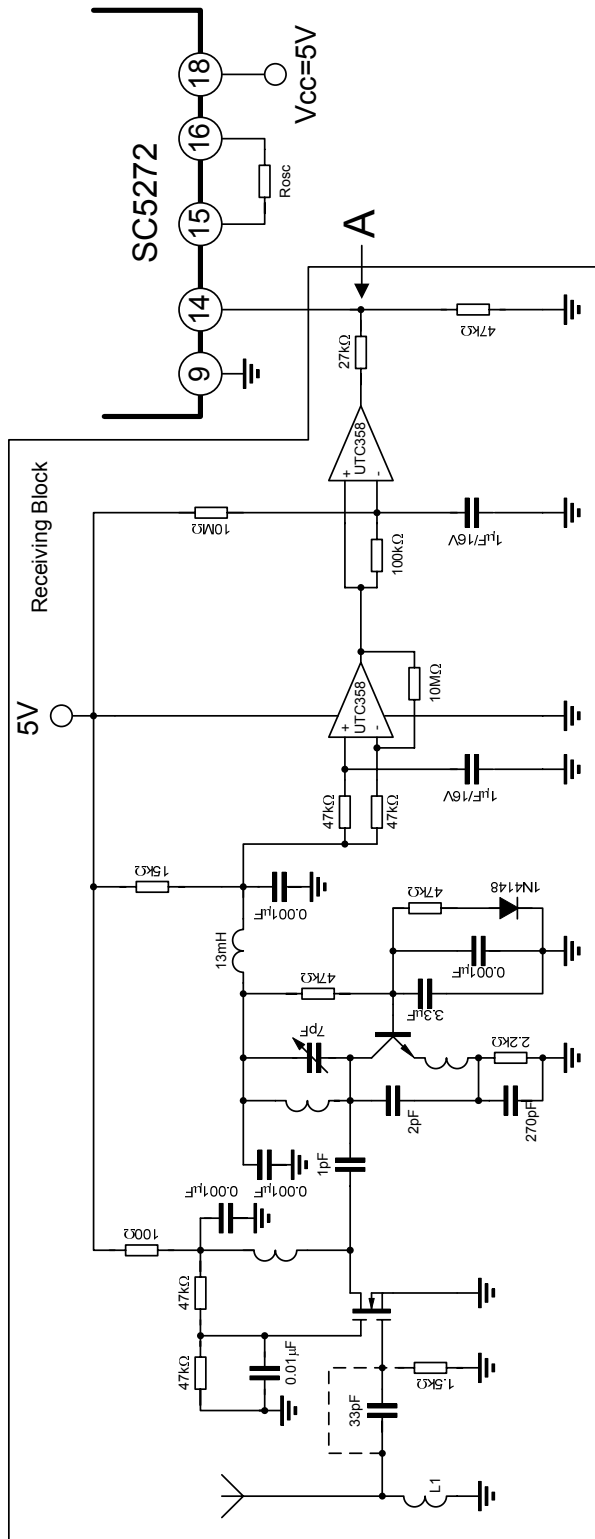 SC5272
9
14
15
16
18
Rosc
Vcc=5V
A
Receiving Block
5V
10MΩ
UTC358
+
-
27kΩ
47kΩ
100kΩ
1µF/16V
UTC358
+
-
10MΩ
47kΩ
47kΩ
1µF/16V
15kΩ
0.001µF
13mH
47kΩ
47kΩ
1N4148
0.001µF
3.3µF
7pF
2.2kΩ
2pF
270pF
1pF
0.001µF
0.001µF
100Ω
47kΩ
47kΩ
0.01µF
33pF
1.5kΩ
L1